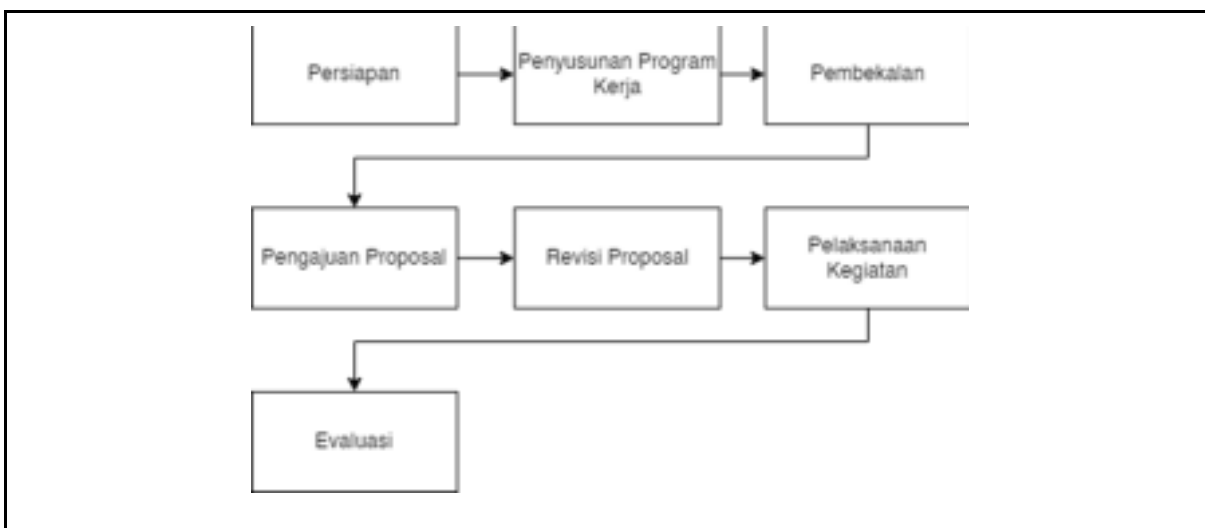 Persiapan
Penyusunan Program
Kerja
Pembekalan
Pengajuan Proposal
Revisi Proposal
Pelaksanaan
Kegiatan
Evaluasi